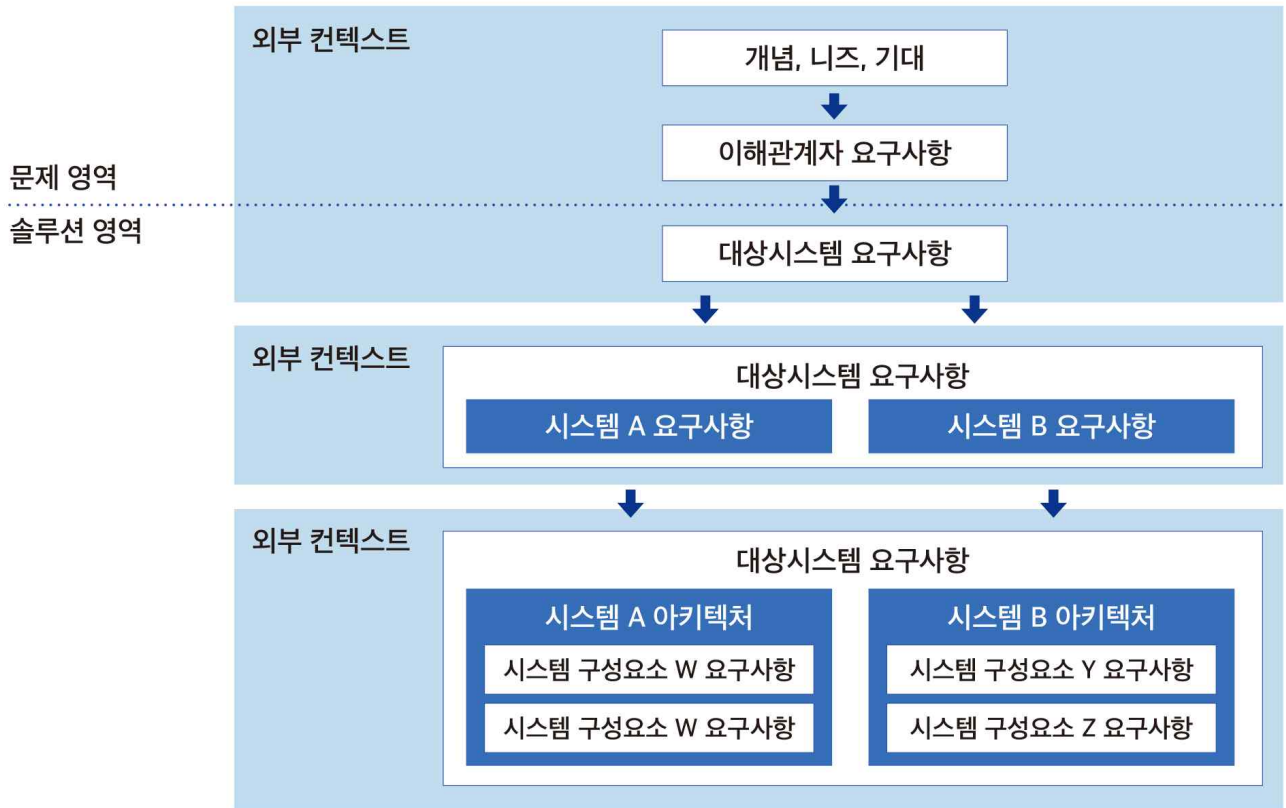 외부 컨텍스트
개념, 니즈, 기대
이해관계자 요구사항
문제 영역
솔루션 영역
대상시스템 요구사항
외부 컨텍스트
대상시스템 요구사항
시스템 A 요구사항
시스템 B 요구사항
외부 컨텍스트
대상시스템 요구사항
시스템 A 아키텍처
시스템 구성요소 W 요구사항
시스템 구성요소 W 요구사항
시스템 B 아키텍처
시스템 구성요소 Y 요구사항
시스템 구성요소 Z 요구사항